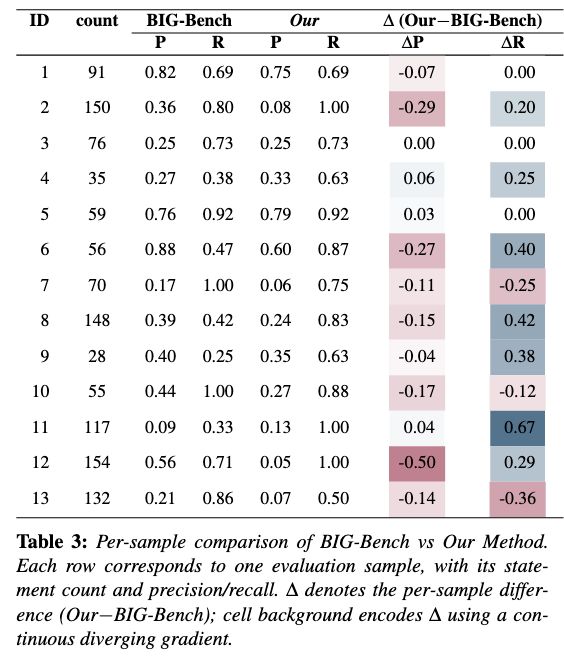 ID count BIG-Bench Our Δ (Our−BIG-Bench)
P R P R ΔP ΔR
1 91 0.82 0.69 0.75 0.69 -0.07 0.00
2 150 0.36 0.80 0.08 1.00 -0.29 0.20
3 76 0.25 0.73 0.25 0.73 0.00 0.00
4 35 0.27 0.38 0.33 0.63 0.06 0.25
5 59 0.76 0.92 0.79 0.92 0.03 0.00
6 56 0.88 0.47 0.60 0.87 -0.27 0.40
7 70 0.17 1.00 0.06 0.75 -0.11 -0.25
8 148 0.39 0.42 0.24 0.83 -0.15 0.42
9 28 0.40 0.25 0.35 0.63 -0.04 0.38
10 55 0.44 1.00 0.27 0.88 -0.17 -0.12
11 117 0.09 0.33 0.13 1.00 0.04 0.67
12 154 0.56 0.71 0.05 1.00 -0.50 0.29
13 132 0.21 0.86 0.07 0.50 -0.14 -0.36
Table 3: Per-sample comparison of BIG-Bench vs Our Method.
Each row corresponds to one evaluation sample, with its state-
ment count and precision/recall. Δ denotes the per-sample differ-
ence (Our−BIG-Bench); cell background encodes Δ using a con-
tinuous diverging gradient.